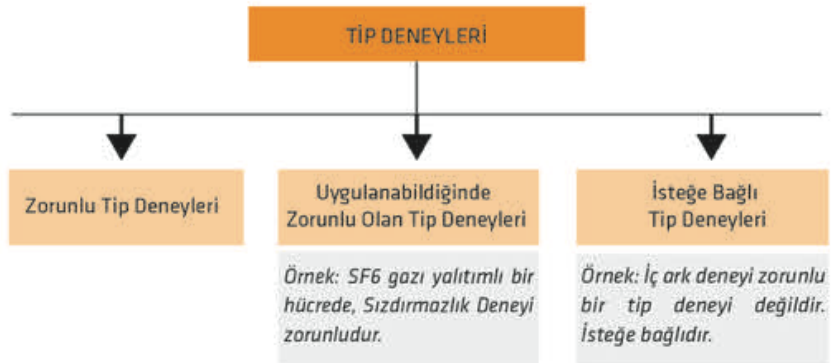 TİP DENEYLERİ
Zorunlu Tip Deneyleri
Uygulanabildiğinde
Zorunlu Olan Tip Deneyleri
Örnek: SF6 gazı yalıtımlı bir
hücrede, Sızdırmazlık Deneyi
zorunludur.
İsteğe Bağlı
Tip Deneyleri
Örnek: İç ark deneyi zorunlu
bir tip deneyi değildir.
İsteğe bağlıdır.